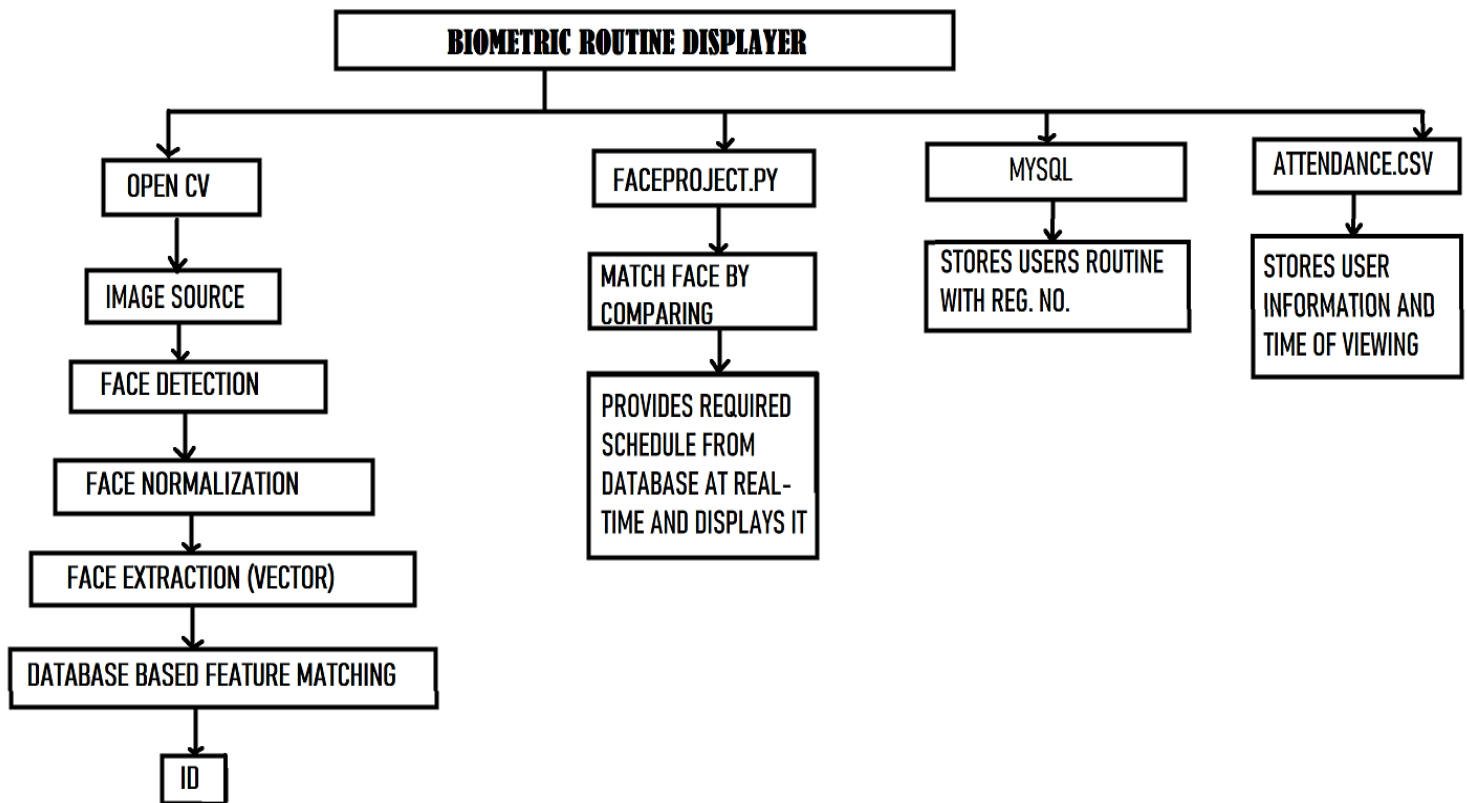 BIOMETRIC ROUTINE DISPLAYER
OPEN CV
IMAGE SOURCE
FACE DETECTION
FACE NORMALIZATION
FACE EXTRACTION (VECTOR)
DATABASE BASED FEATURE MATCHING
ID
FACEPROJECT.PY
MATCH FACE BY
COMPARING
PROVIDES REQUIRED
SCHEDULE FROM
DATABASE AT REAL-
TIME AND DISPLAYS IT
MYSQL
STORES USERS ROUTINE
WITH REG. NO.
ATTENDANCE.CSV
STORES USER
INFORMATION AND
TIME OF VIEWING